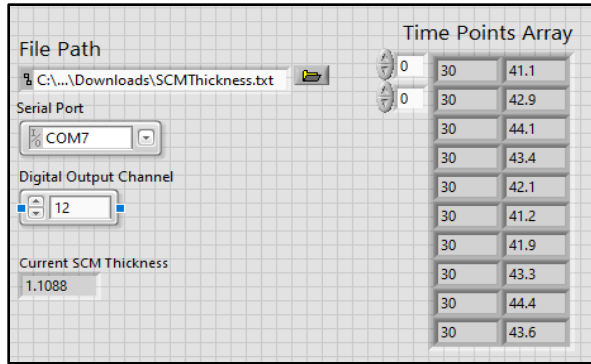 File Path
C:\...\Downloads\SCMThickness.txt
Serial Port
I/O COM7
Digital Output Channel
12
Current SCM Thickness
1.1088
Time Points Array
0
0
30 41.1
30 42.9
30 44.1
30 43.4
30 42.1
30 41.2
30 41.9
30 43.3
30 44.4
30 43.6